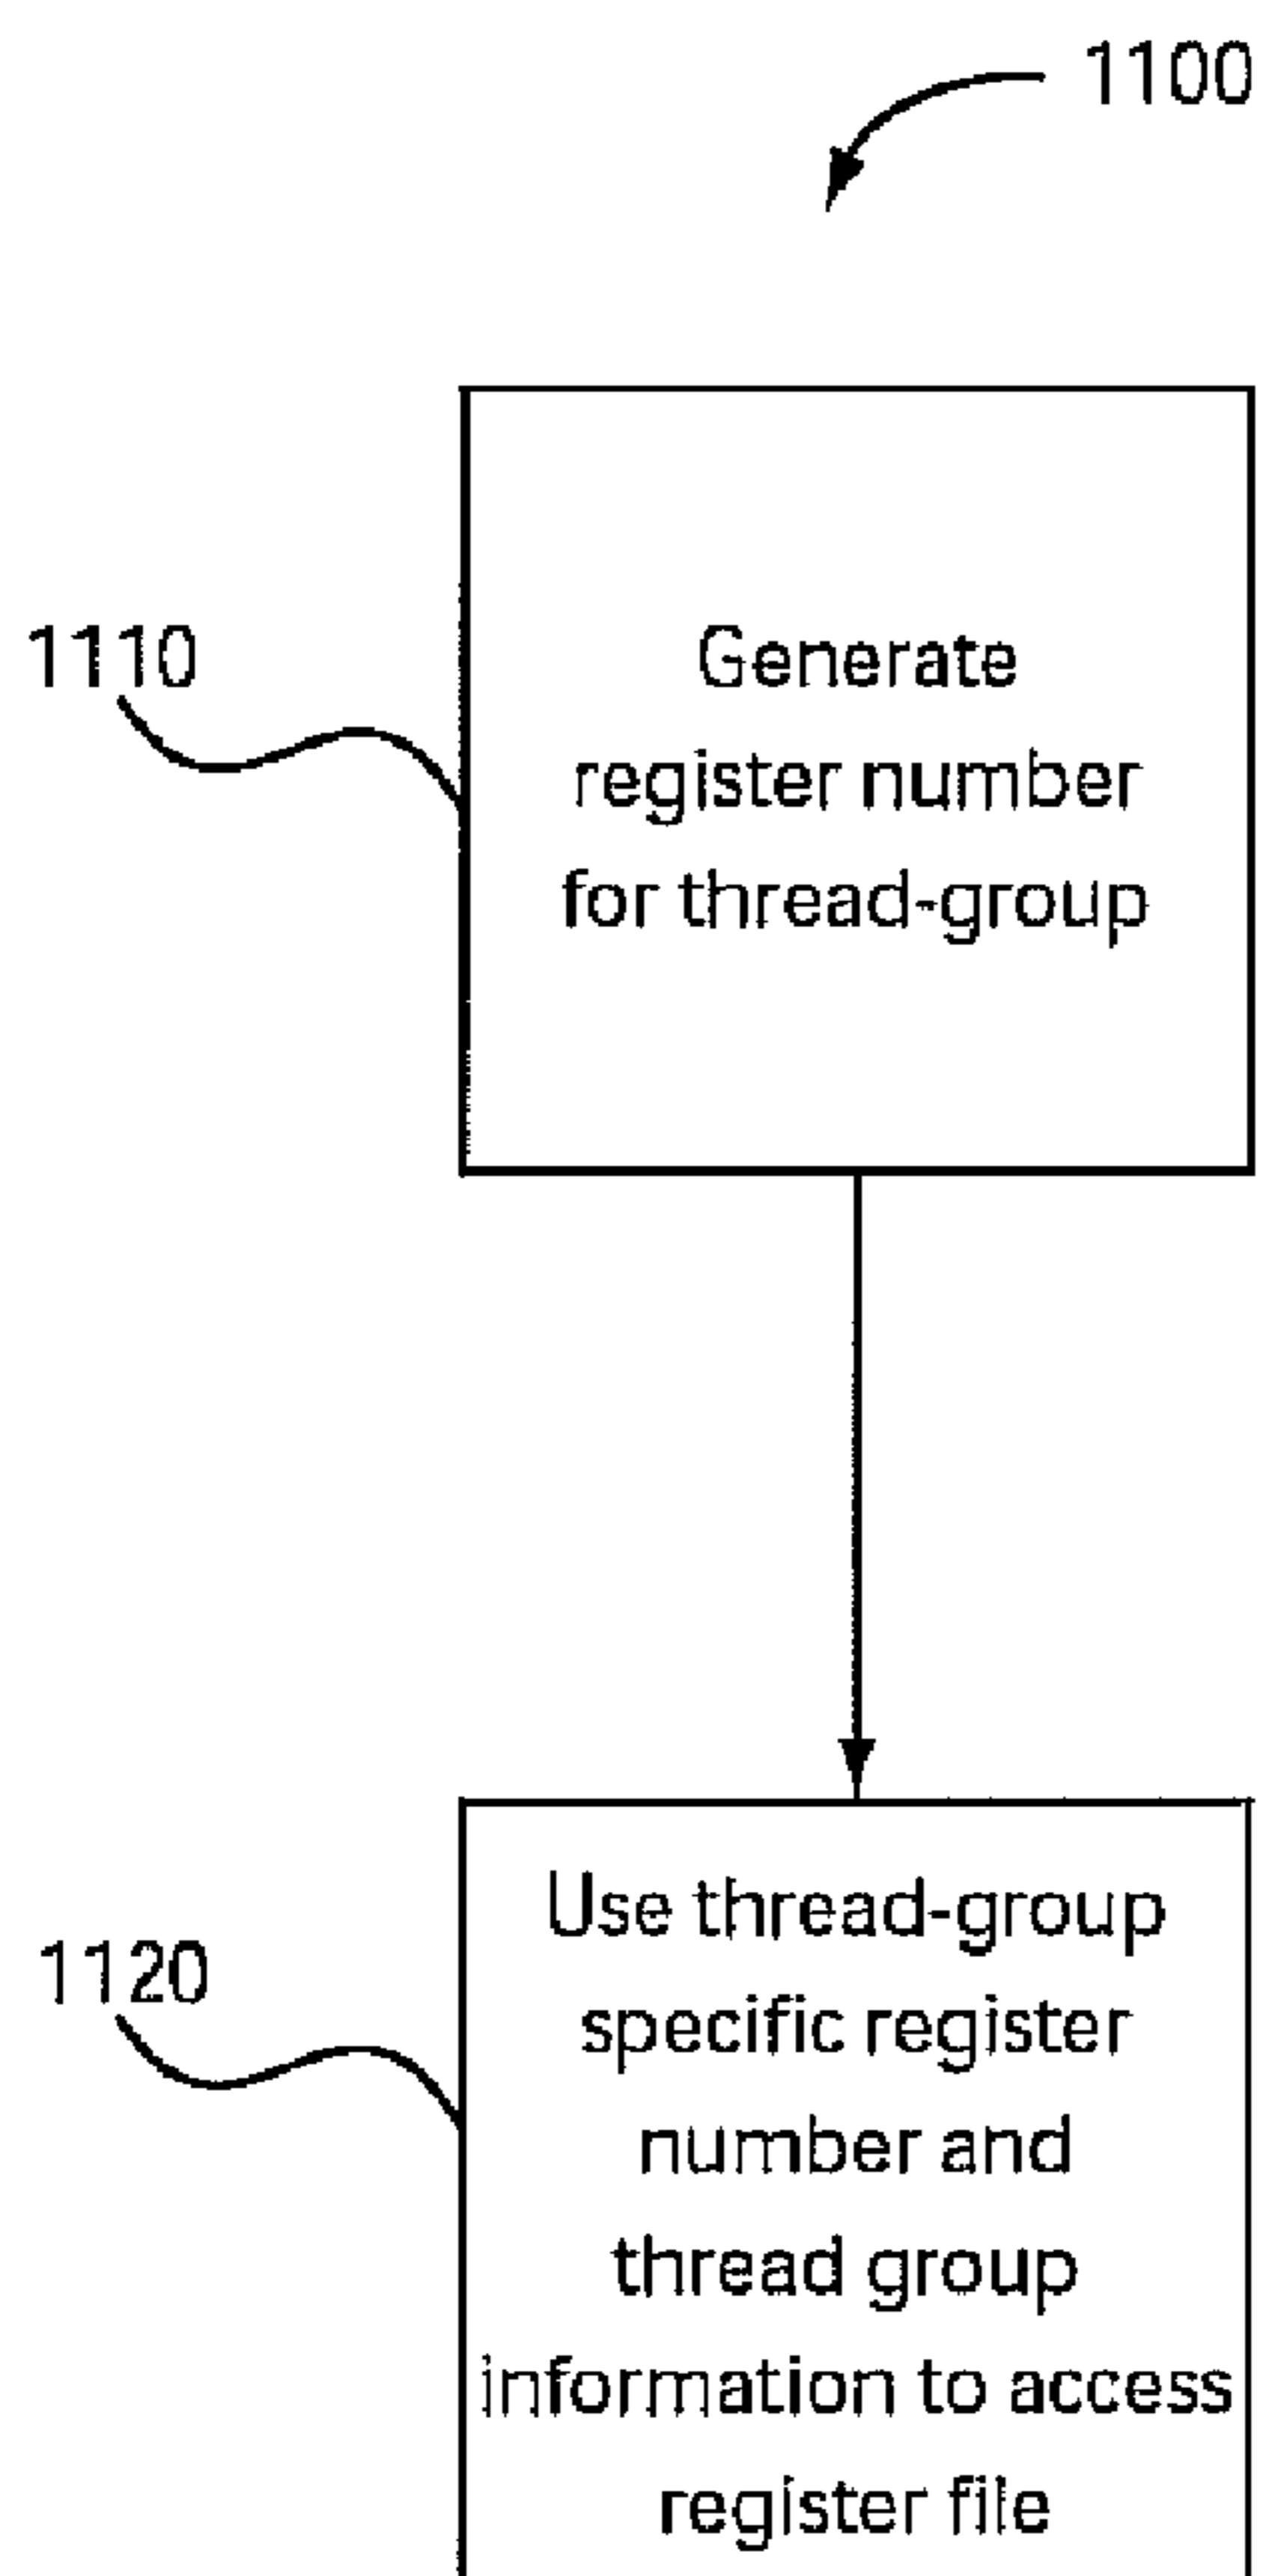 1100
1110
Generate
register number
for thread-group
1120
Use thread-group
specific register
number and
thread group
information to access
register file